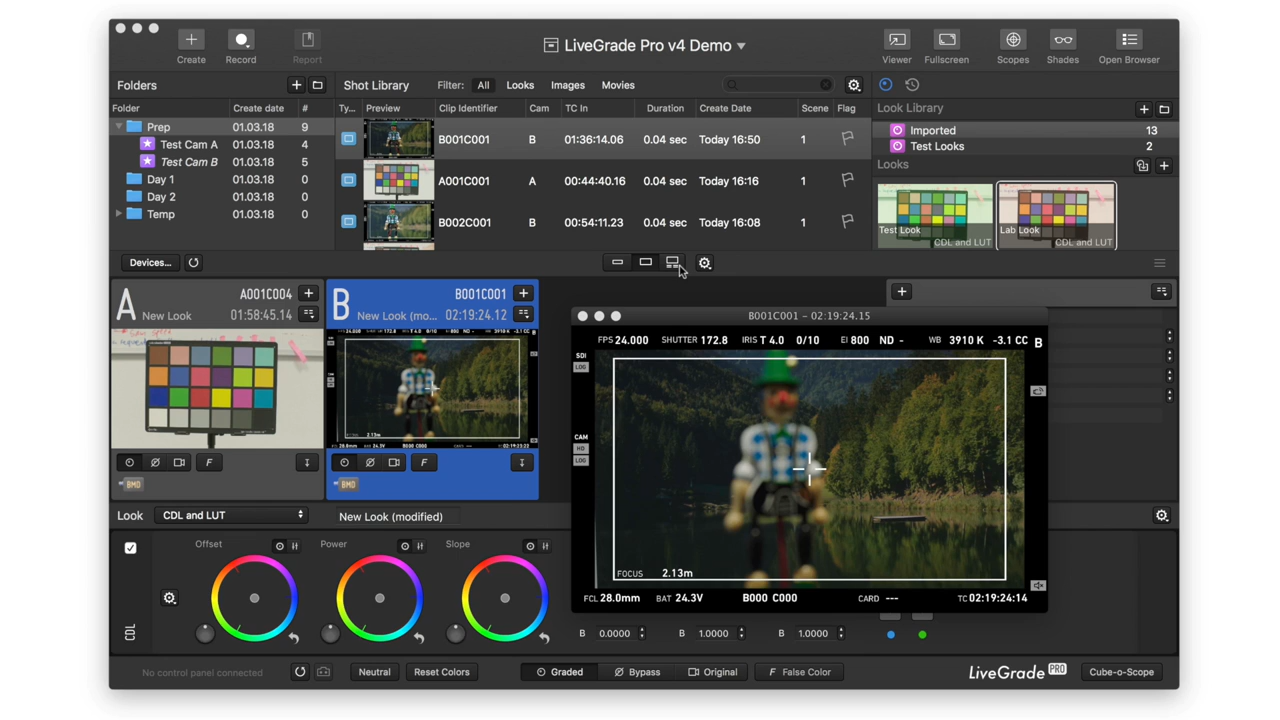 LiveGrade Pro v4 Demo
Create
Record
Report
Viewer
Fullscreen
Scopes
Shades
Open Browser
Folders
Shot Library
Filter:
All
Looks
Images
Movies
Folder
Create date
#
Ty...
Preview
Clip Identifier
Cam
TC In
Duration
Create Date
Scene
Flag
Look Library
Prep 01.03.18 9
Test Cam A 01.03.18 4
Test Cam B 01.03.18 5
Day 1 01.03.18 0
Day 2 01.03.18 0
Temp 01.03.18 0
B001C001 B 01:36:14.06 0.04 sec Today 16:50 1
A001C001 A 00:44:40.16 0.04 sec Today 16:16 1
B002C001 B 00:54:11.23 0.04 sec Today 16:08 1
Imported 13
Test Looks 2
Looks
Test Look
CDL and LUT
Lab Look
CDL and LUT
Devices...
A
A001C004
New Look 01:58:45.14
BMD
B
B001C001
New Look (mo... 02:19:24.12
BMD
B001C001 – 02:19:24.15
FPS 24.000 SHUTTER 172.8 IRIS T 4.0 0/10 EI 800 ND - WB 3910 K -3.1 CC B
SDI
LOG
CAM
HD
LOG
FOCUS 2.13m
FCL 28.0mm BAT 24.3V B000 C000 CARD --- TC 02:19:24:14
Look
CDL and LUT
New Look (modified)
CDL
Offset
Power
Slope
B 0.0000
B 1.0000
B 1.0000
No control panel connected
Neutral
Reset Colors
Graded
Bypass
Original
F False Color
LiveGrade PRO
Cube-o-Scope